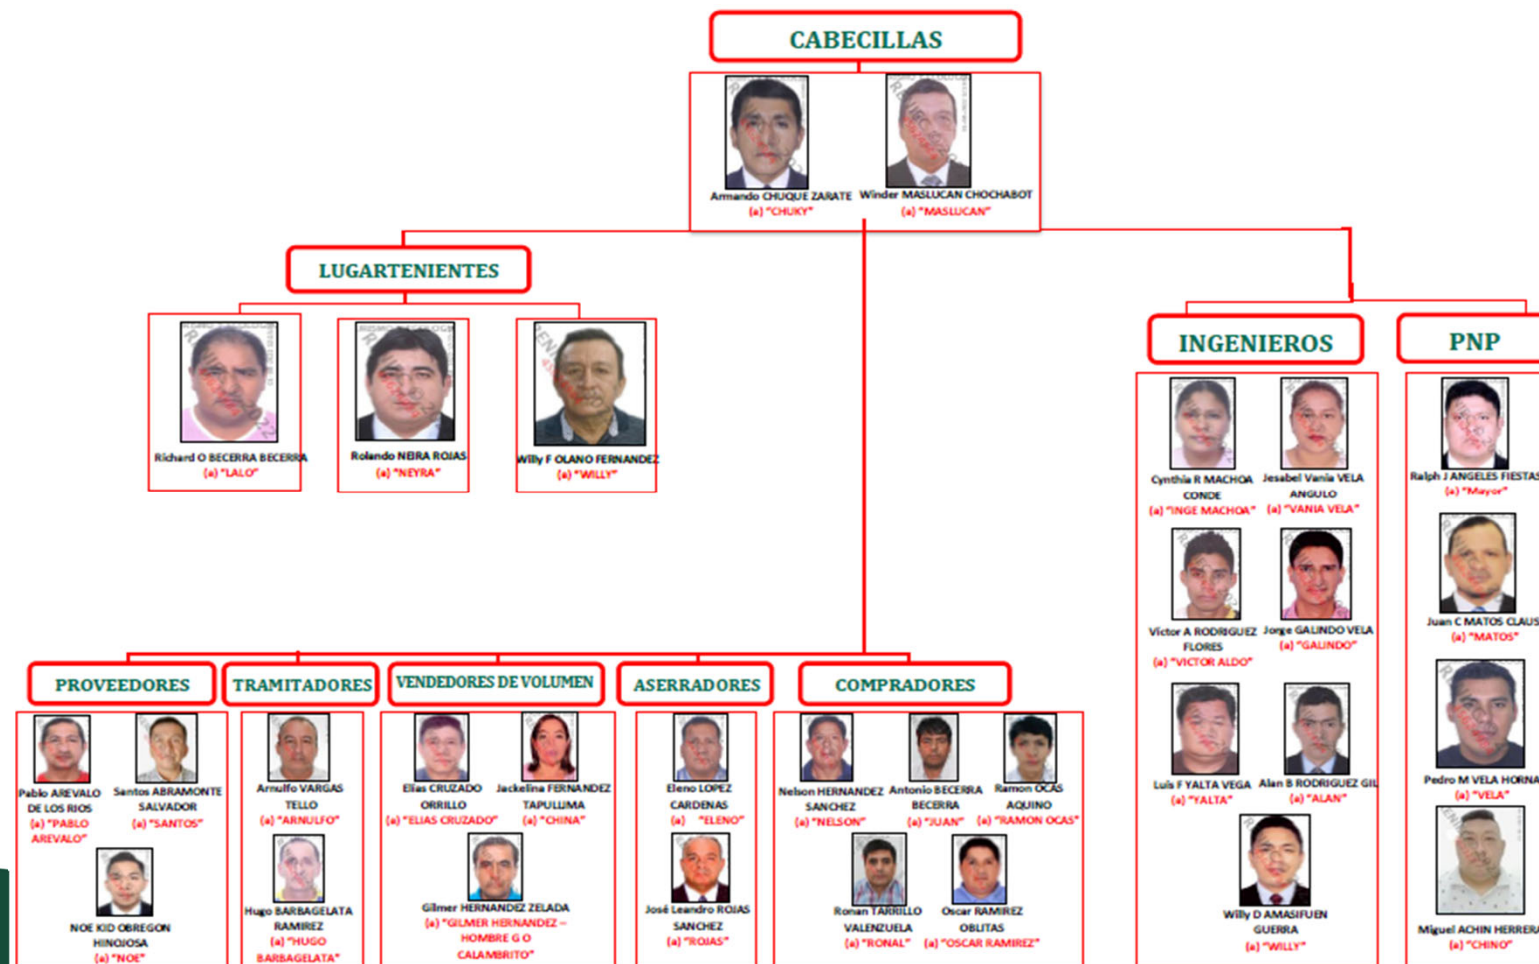 CABECILLAS
Armando CHUQUE ZARATE
(a) "CHUKY"
Winder MASLUCAN CHOCHABOT
(a) "MASLUCAN"
LUGARTENIENTES
Richard O BECERRA BECERRA
(a) "LALO"
Rolando NEIRA ROJAS
(a) "NEYRA"
Willy F OLANO FERNANDEZ
(a) "WILLY"
INGENIEROS
Cynthia R MACHOA
CONDE
(a) "INGE MACHOA"
Jesabel Vania VELA
ANGULO
(a) "VANIA VELA"
Victor A RODRIGUEZ
FLORES
(a) "VICTOR ALDO"
Jorge GALINDO VELA
(a) "GALINDO"
Luis F YALTA VEGA
(a) "YALTA"
Alan B RODRIGUEZ GIL
(a) "ALAN"
Willy D AMASIFUEN
GUERRA
(a) "WILLY"
PNP
Ralph J ANGELES FIESTAS
(a) "Mayor"
Juan C MATOS CLAUS
(a) "MATOS"
Pedro M VELA HORNA
(a) "VELA"
Miguel ACHIN HERRERA
(a) "CHINO"
PROVEEDORES
Pablo AREVALO
DE LOS RIOS
(a) "PABLO
AREVALO"
Santos ABRAMONTE
SALVADOR
(a) "SANTOS"
NOE KID OBREGON
HINOJOSA
(a) "NOE"
TRAMITADORES
Arnulfo VARGAS
TELLO
(a) "ARNULFO"
Hugo BARBAGELATA
RAMIREZ
(a) "HUGO
BARBAGELATA"
VENDEDORES DE VOLUMEN
Elias CRUZADO
ORRILLO
(a) "ELIAS CRUZADO"
Jackelina FERNANDEZ
TAPULLIMA
(a) "CHINA"
Gilmer HERNANDEZ ZELADA
(a) "GILMER HERNANDEZ –
HOMBRE G O
CALAMBRITO"
ASERRADORES
Eleno LOPEZ
CARDENAS
(a) "ELENO"
José Leandro ROJAS
SANCHEZ
(a) "ROJAS"
COMPRADORES
Nelson HERNANDEZ
SANCHEZ
(a) "NELSON"
Antonio BECERRA
BECERRA
(a) "JUAN"
Ramon OCAS
AQUINO
(a) "RAMON OCAS"
Ronan TARRILLO
VALENZUELA
(a) "RONAL"
Oscar RAMIREZ
OBLITAS
(a) "OSCAR RAMIREZ"